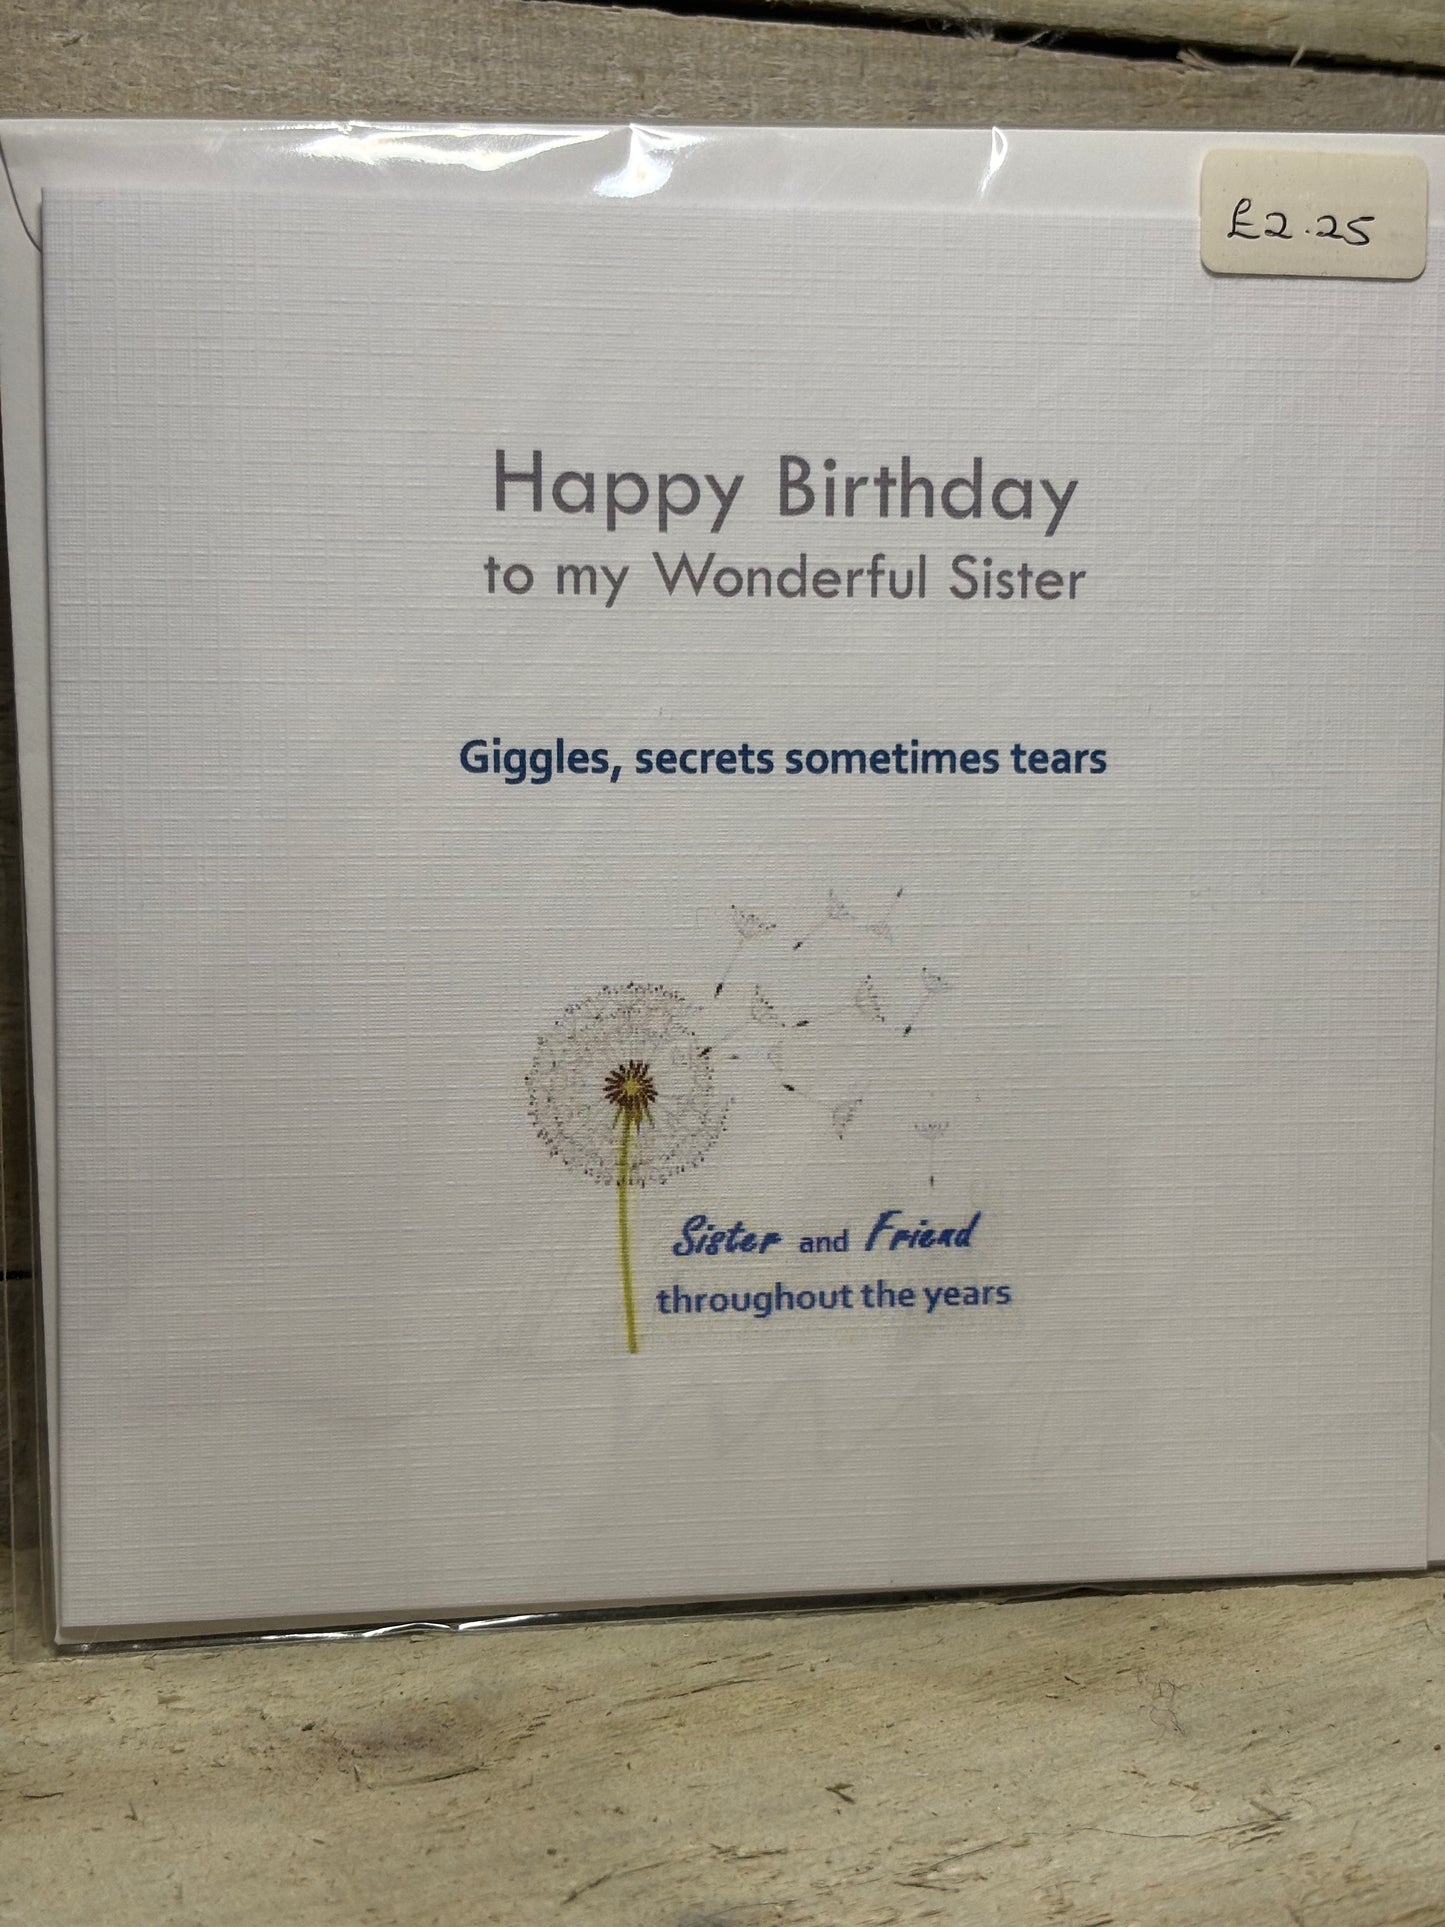 £2.25
Happy Birthday
to my Wonderful Sister
Giggles, secrets sometimes tears
Sister and Friend
throughout the years